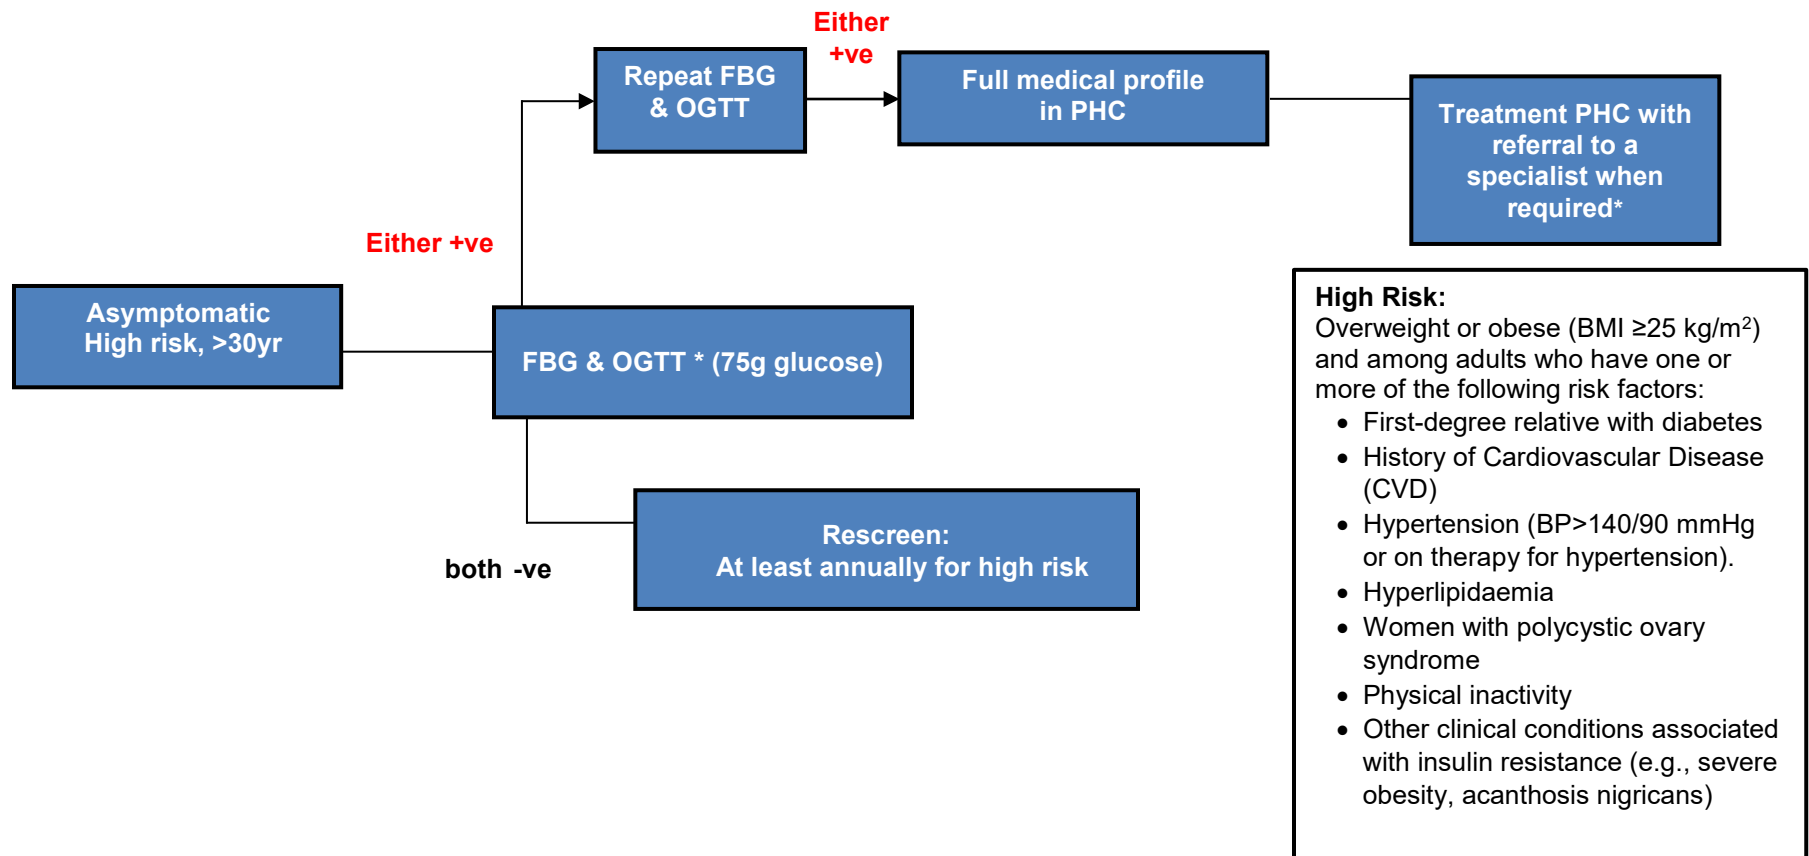 Either
+ve
Repeat FBG
& OGTT
Full medical profile
in PHC
Treatment PHC with
referral to a
specialist when
required*
Either +ve
Asymptomatic
High risk, >30yr
FBG & OGTT * (75g glucose)
both -ve
Rescreen:
At least annually for high risk
High Risk:
Overweight or obese (BMI ≥25 kg/m²)
and among adults who have one or
more of the following risk factors:
• First-degree relative with diabetes
• History of Cardiovascular Disease
(CVD)
• Hypertension (BP>140/90 mmHg
or on therapy for hypertension).
• Hyperlipidaemia
• Women with polycystic ovary
syndrome
• Physical inactivity
• Other clinical conditions associated
with insulin resistance (e.g., severe
obesity, acanthosis nigricans)